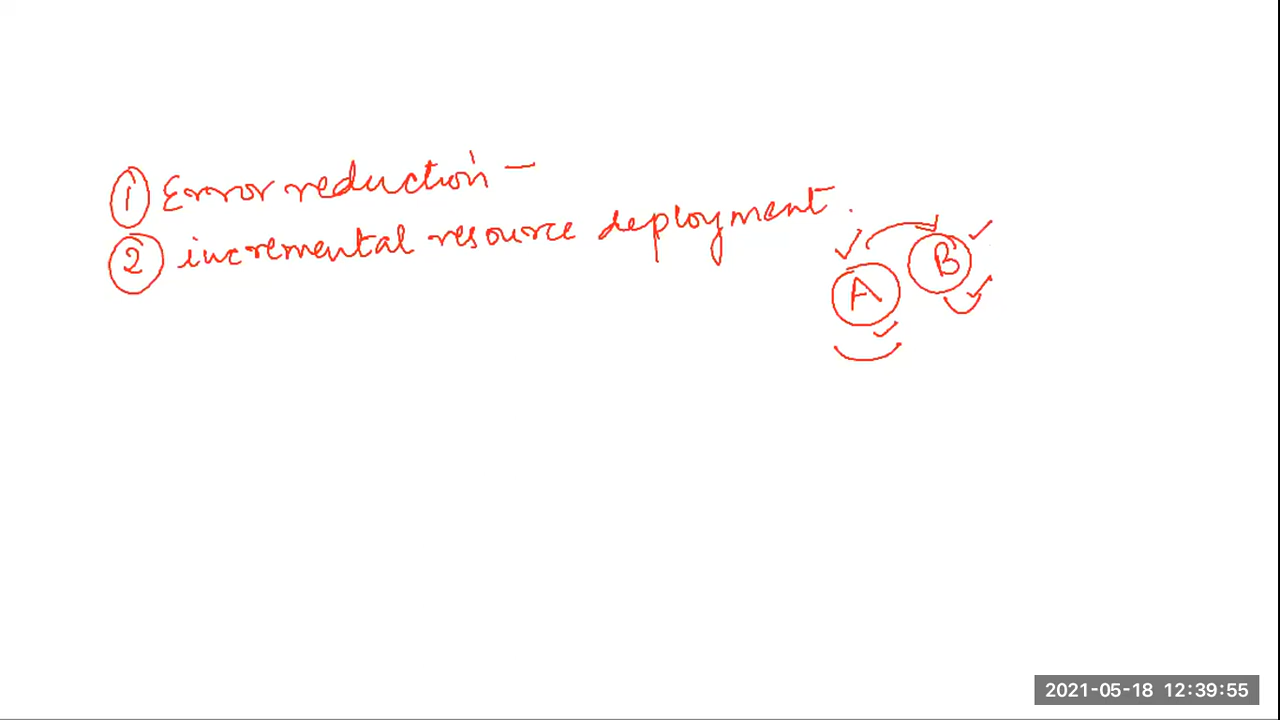 ① Error reduction –
② incremental resource deployment.
A B
2021-05-18 12:39:55